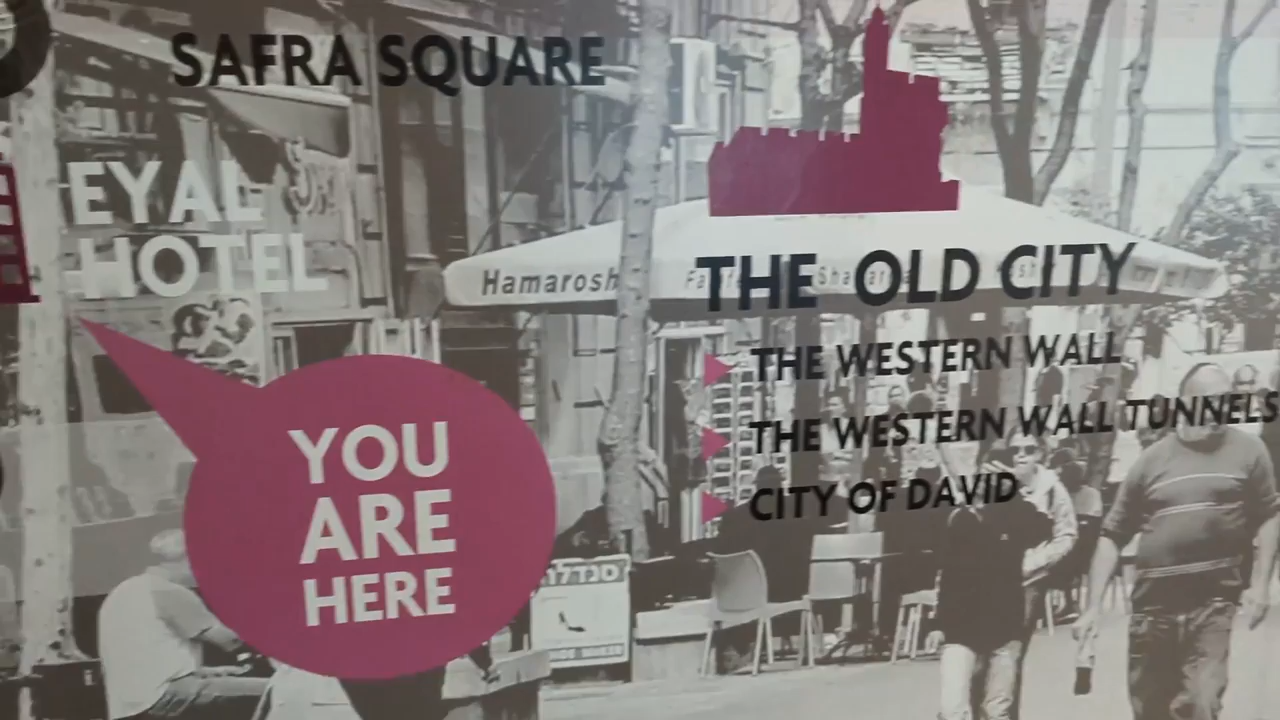 SAFRA SQUARE
EYAL
HOTEL
Hamarosh
THE OLD CITY
THE WESTERN WALL
THE WESTERN WALL TUNNELS
CITY OF DAVID
YOU
ARE
HERE
סנדלר